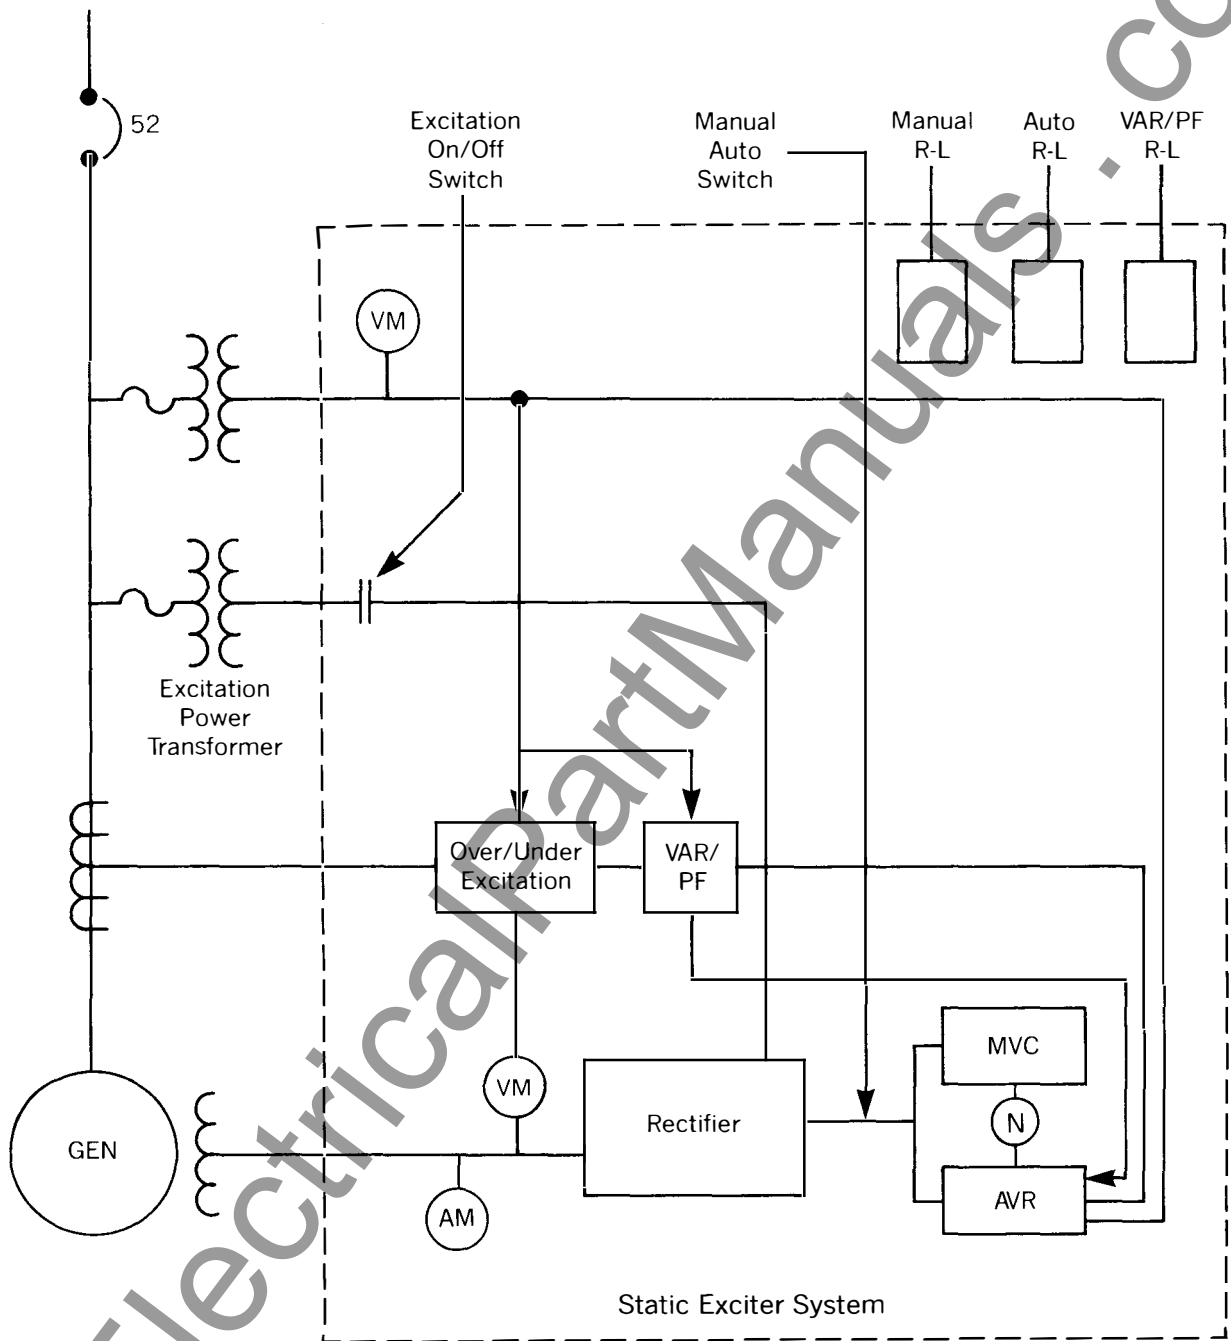 52
Excitation
On/Off
Switch
Manual
Auto
Switch
Manual
R-L
Auto
R-L
VAR/PF
R-L
VM
Excitation
Power
Transformer
Over/Under
Excitation
VAR/
PF
MVC
VM
Rectifier
N
GEN
AM
AVR
Static Exciter System
ElectricalPartManuals . co